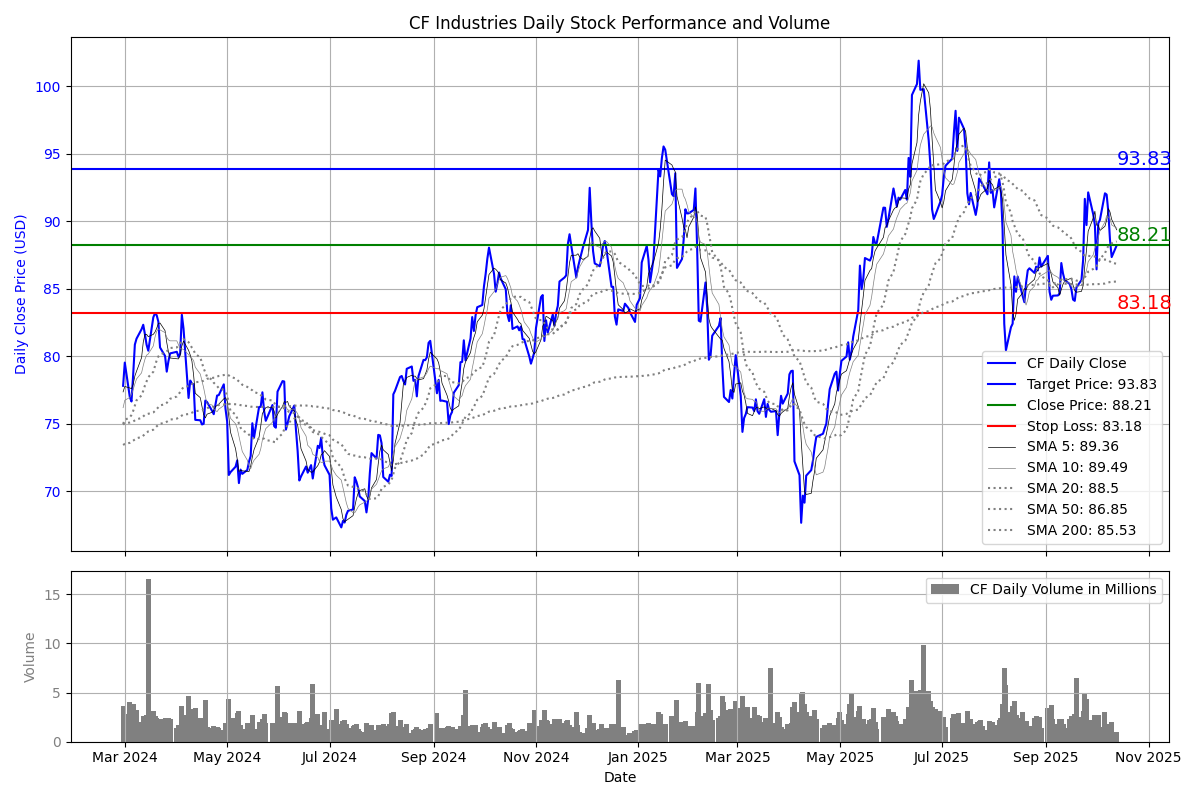 CF Industries Daily Stock Performance and Volume
Daily Close Price (USD)
100
95
90
85
80
75
70
93.83
88.21
83.18
CF Daily Close
Target Price: 93.83
Close Price: 88.21
Stop Loss: 83.18
SMA 5: 89.36
SMA 10: 89.49
SMA 20: 88.5
SMA 50: 86.85
SMA 200: 85.53
Volume
15
10
5
0
CF Daily Volume in Millions
Mar 2024 May 2024 Jul 2024 Sep 2024 Nov 2024 Jan 2025 Mar 2025 May 2025 Jul 2025 Sep 2025 Nov 2025
Date